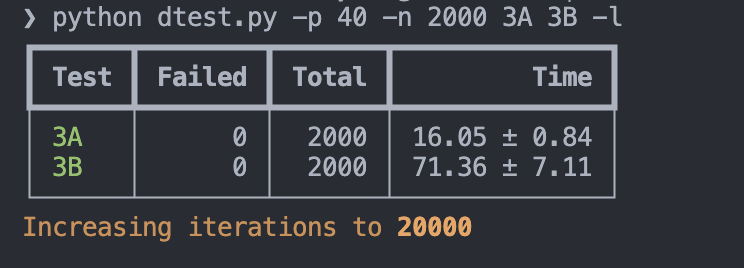 ❯ python dtest.py -p 40 -n 2000 3A 3B -l
Test Failed Total Time
3A 0 2000 16.05 ± 0.84
3B 0 2000 71.36 ± 7.11
Increasing iterations to 20000